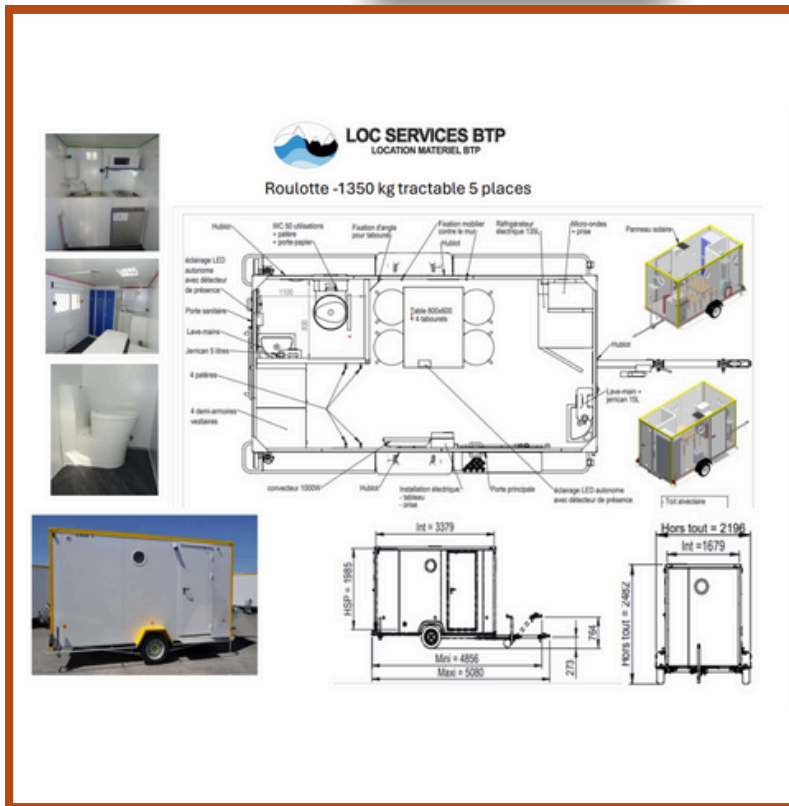 LOC SERVICES BTP
LOCATION MATERIEL BTP
Roulotte -1350 kg tractable 5 places
Hublot
WC 50 utilisations
+ patère
+ porte-papier
Fixation d'angle
pour tabouret
Fixation mobilier
contre le mur
Hublot
Réfrigérateur
électrique 130L
Micro-ondes
+ prise
Panneau solaire
éclairage LED
autonome
avec détecteur
de présence
Porte sanitaire
Lave-mains
Jerrican 5 litres
4 patères
4 demi-armoires
vestiaires
1100
Table 800x600
+ 4 tabourets
Hublot
Lave-main +
jerrican 15L
convecteur 1000W
Hublot
Installation électrique:
- tableau
- prise
Porte principale
éclairage LED autonome
avec détecteur de présence
- Toit alvéolaire
Int = 3379
HSP = 1985
Mini = 4856
Maxi = 5080
273
764
Hors tout = 2196
Int =1679
Hors tout = 2482